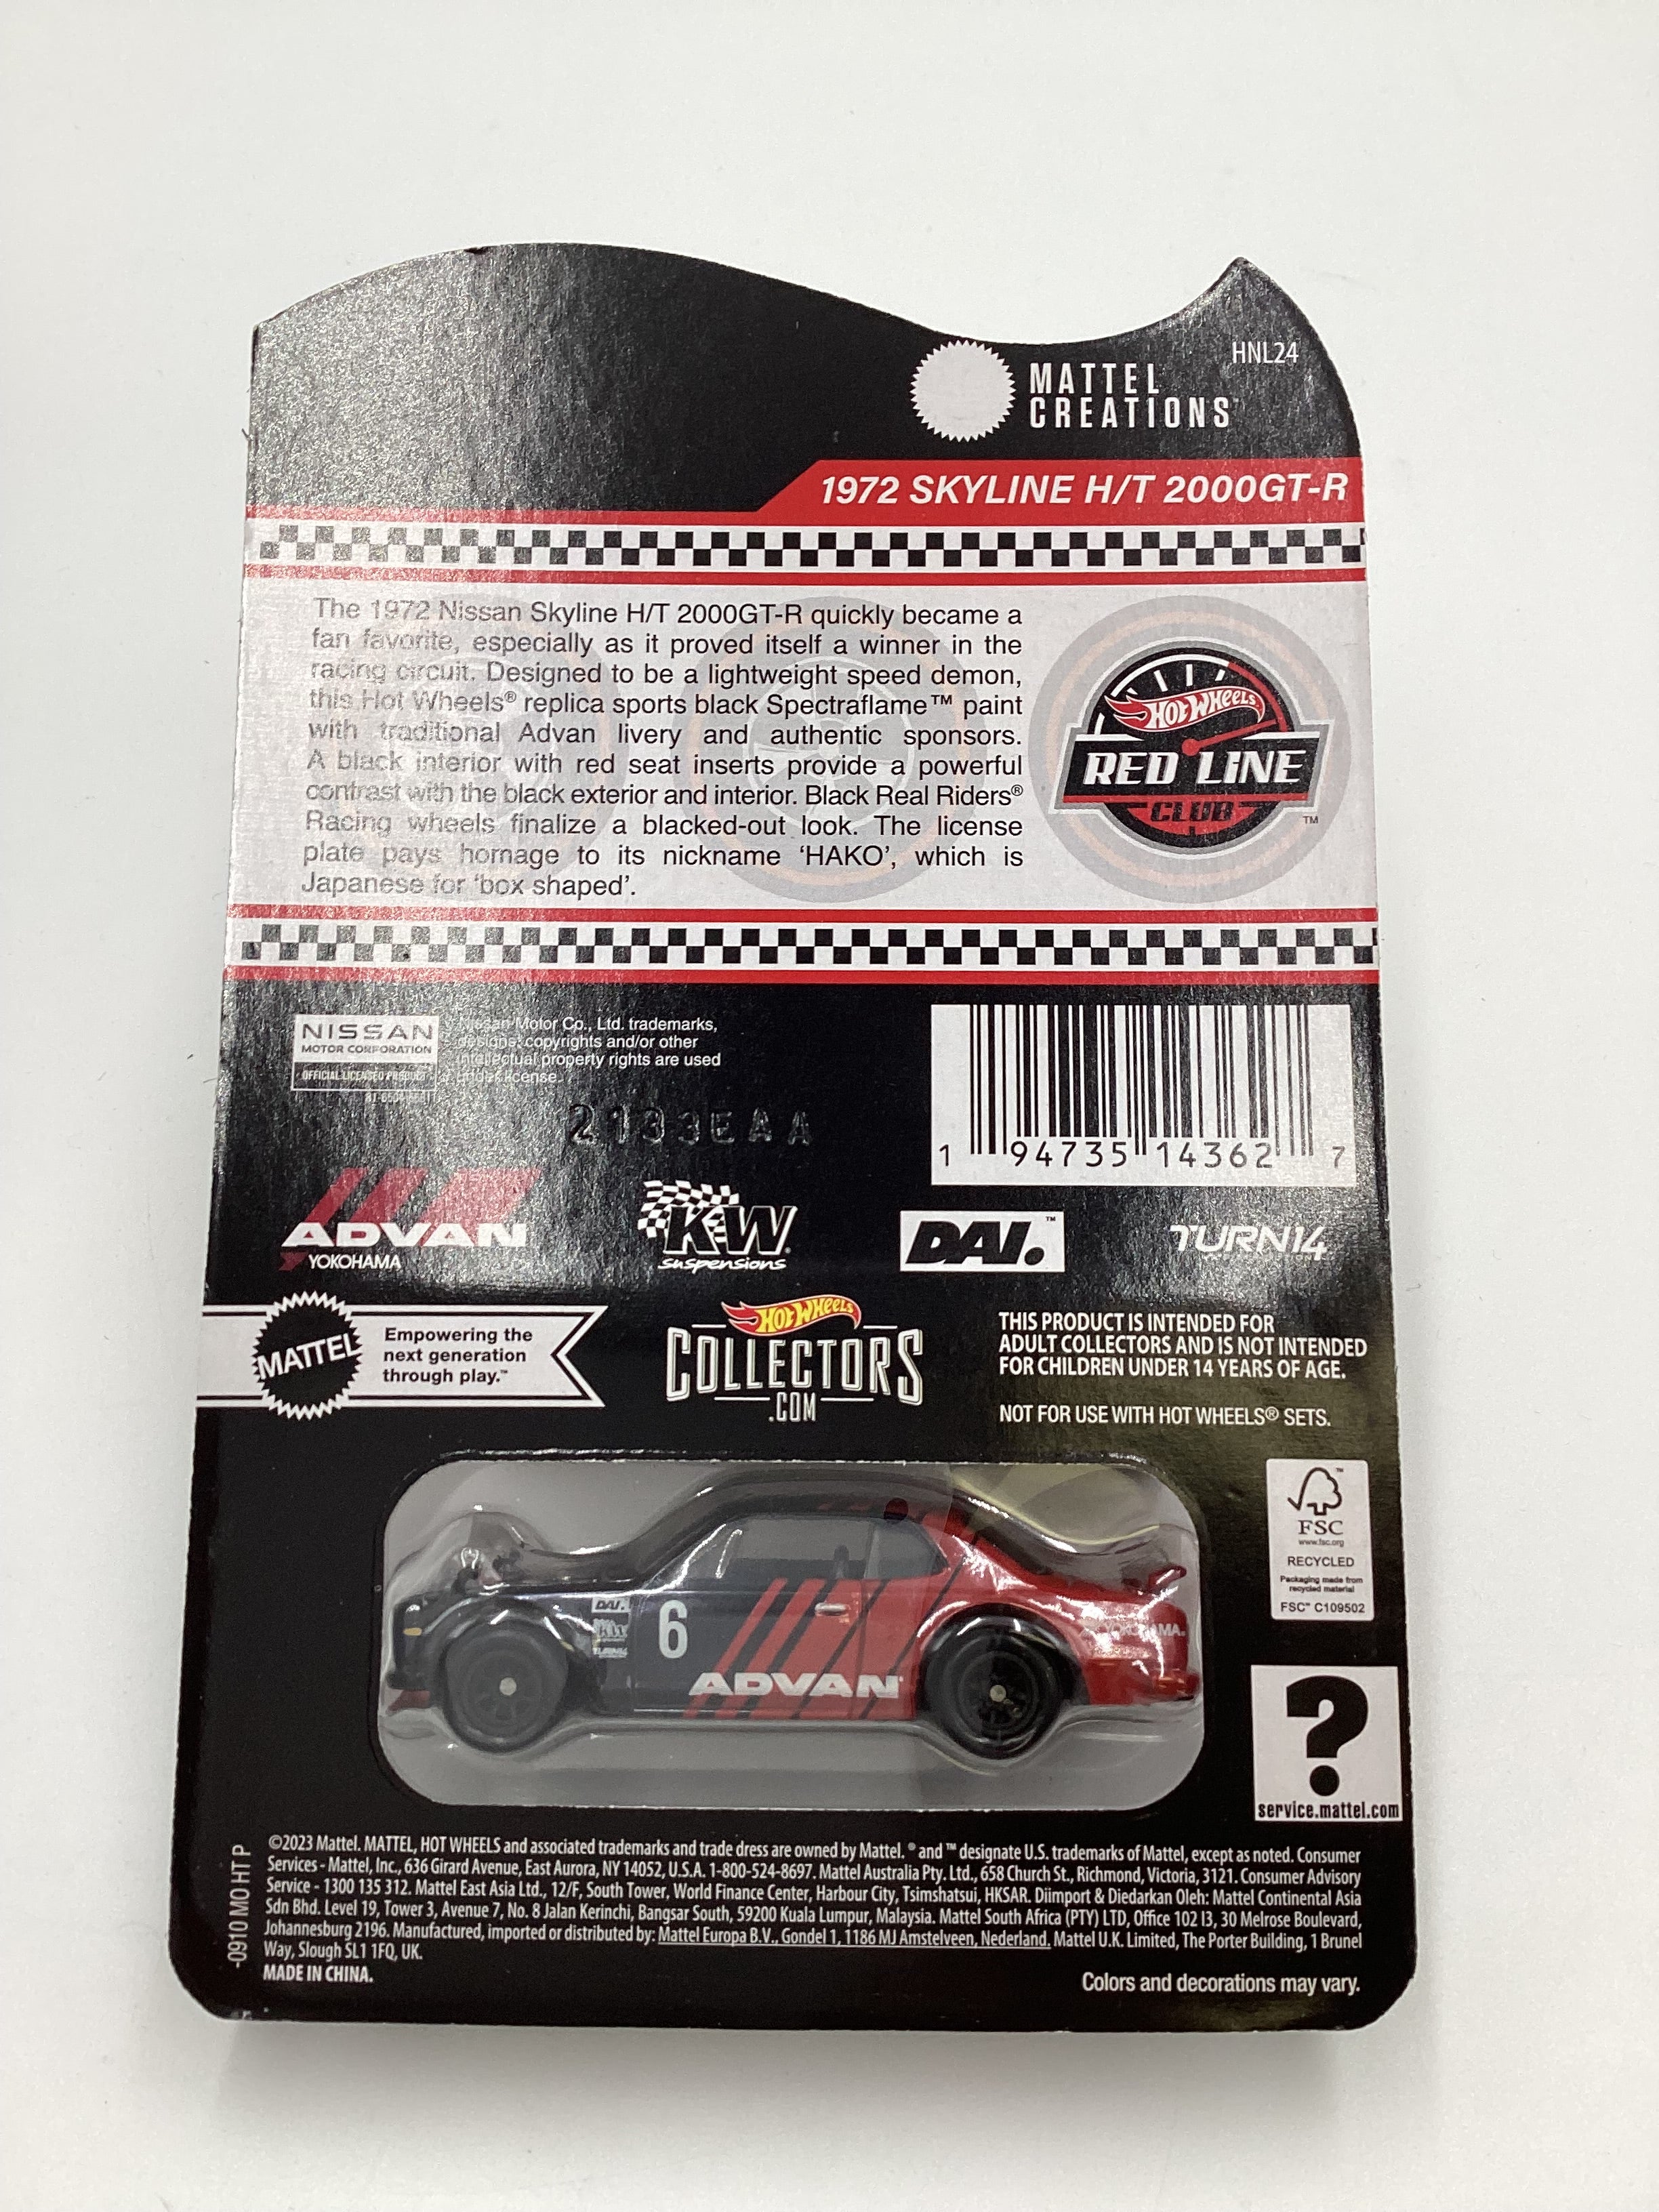 HNL24
MATTEL
CREATIONS™
1972 SKYLINE H/T 2000GT-R
The 1972 Nissan Skyline H/T 2000GT-R quickly became a
fan favorite, especially as it proved itself a winner in the
racing circuit. Designed to be a lightweight speed demon,
this Hot Wheels® replica sports black Spectraflame™ paint
with traditional Advan livery and authentic sponsors.
A black interior with red seat inserts provide a powerful
contrast with the black exterior and interior. Black Real Riders®
Racing wheels finalize a blacked-out look. The license
plate pays homage to its nickname ‘HAKO’, which is
Japanese for ‘box shaped’.
HOT WHEELS
RED LINE
CLUB™
NISSAN
MOTOR CORPORATION
OFFICIAL LICENSED PRODUCT
Nissan Motor Co., Ltd. trademarks,
designs, copyrights and/or other
intellectual property rights are used
under license.
2133EAA
1 94735 14362 7
ADVAN
YOKOHAMA
KW®
suspensions
DAI.™
TURN14
MATTEL
Empowering the
next generation
through play.™
HOT WHEELS
COLLECTORS
.COM
THIS PRODUCT IS INTENDED FOR
ADULT COLLECTORS AND IS NOT INTENDED
FOR CHILDREN UNDER 14 YEARS OF AGE.
NOT FOR USE WITH HOT WHEELS® SETS.
FSC
www.fsc.org
RECYCLED
Packaging made from
recycled material
FSC™ C109502
DAI.
KW
TURN14
6
ADVAN
YOKOHAMA.
?
service.mattel.com
-0910 MO HT P
©2023 Mattel. MATTEL, HOT WHEELS and associated trademarks and trade dress are owned by Mattel. ® and ™ designate U.S. trademarks of Mattel, except as noted. Consumer
Services - Mattel, Inc., 636 Girard Avenue, East Aurora, NY 14052, U.S.A. 1-800-524-8697. Mattel Australia Pty. Ltd., 658 Church St., Richmond, Victoria, 3121. Consumer Advisory
Service - 1300 135 312. Mattel East Asia Ltd., 12/F, South Tower, World Finance Center, Harbour City, Tsimshatsui, HKSAR. Diimport & Diedarkan Oleh: Mattel Continental Asia
Sdn Bhd. Level 19, Tower 3, Avenue 7, No. 8 Jalan Kerinchi, Bangsar South, 59200 Kuala Lumpur, Malaysia. Mattel South Africa (PTY) LTD, Office 102 I3, 30 Melrose Boulevard,
Johannesburg 2196. Manufactured, imported or distributed by: Mattel Europa B.V., Gondel 1, 1186 MJ Amstelveen, Nederland. Mattel U.K. Limited, The Porter Building, 1 Brunel
Way, Slough SL1 1FQ, UK.
MADE IN CHINA.
Colors and decorations may vary.